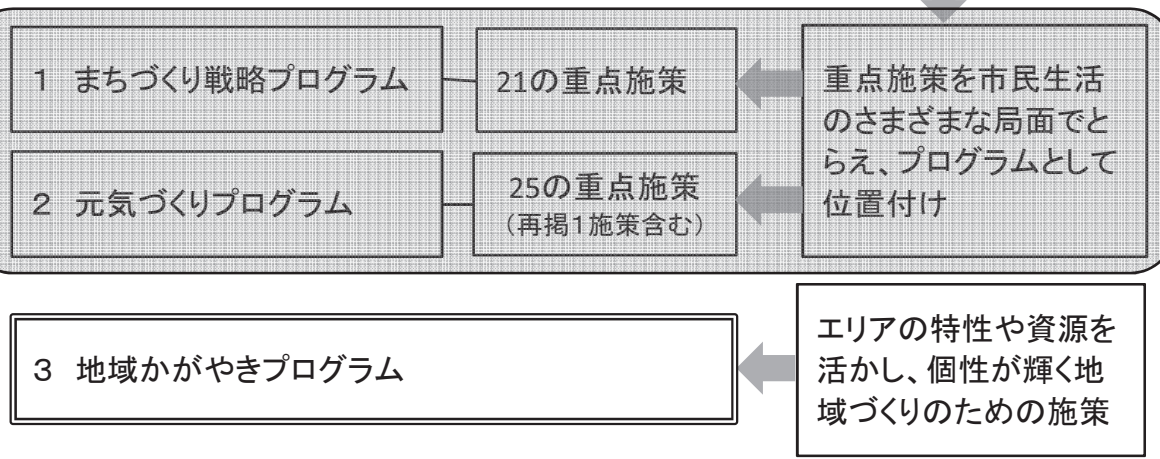 １ まちづくり戦略プログラム
21の重点施策
重点施策を市民生活
のさまざまな局面でと
らえ、プログラムとして
位置付け
２ 元気づくりプログラム
25の重点施策
（再掲１施策含む）
３ 地域かがやきプログラム
エリアの特性や資源を
活かし、個性が輝く地
域づくりのための施策